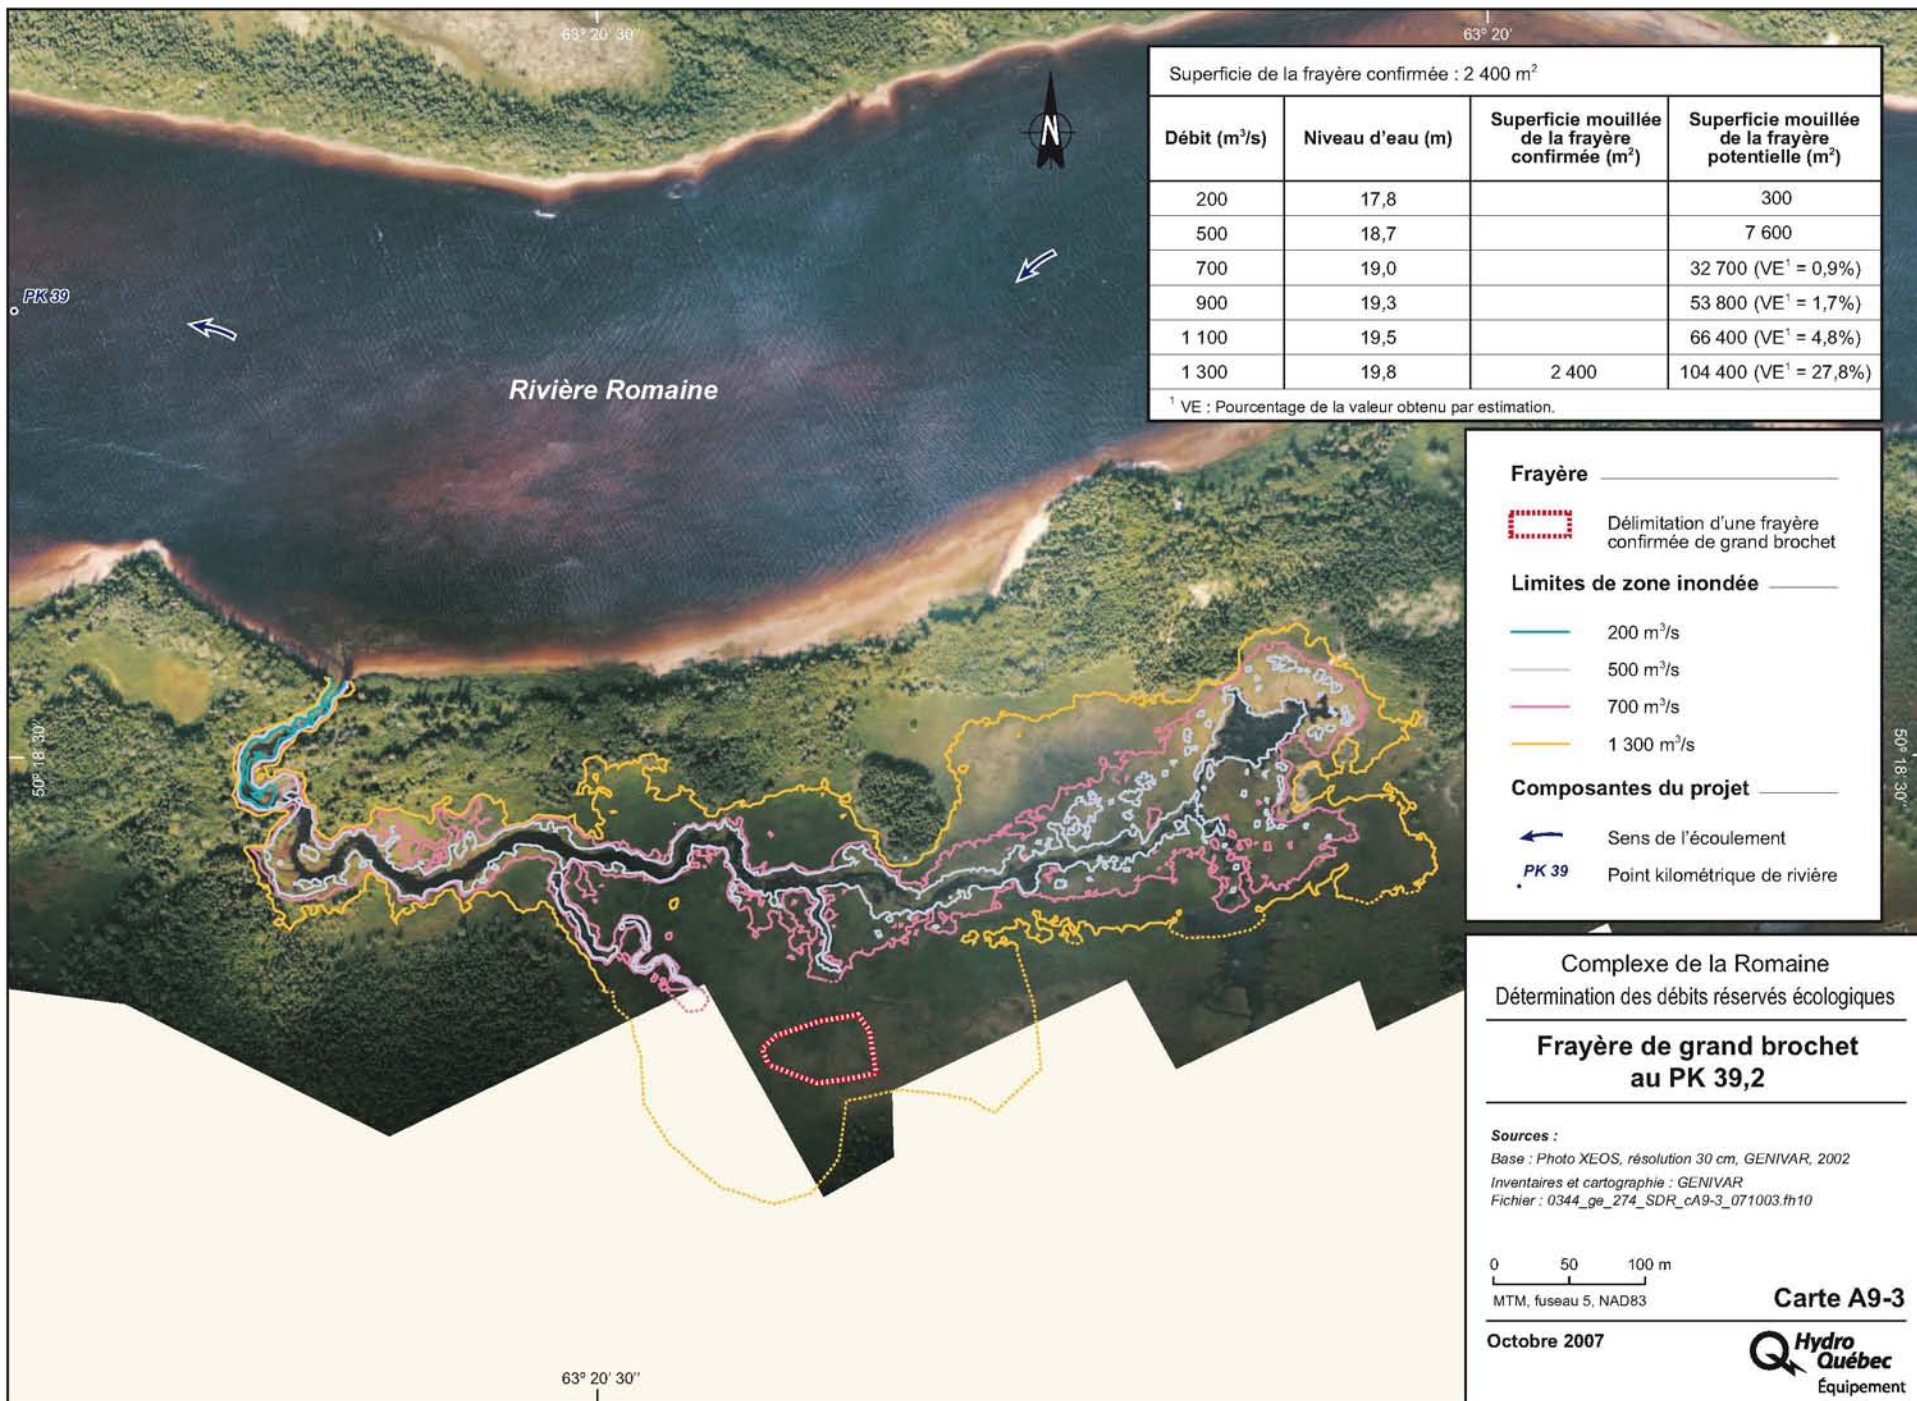 63° 20' 30''
63° 20'
N
Superficie de la frayère confirmée : 2 400 m²
Débit (m³/s) Niveau d'eau (m) Superficie mouillée de la frayère confirmée (m²) Superficie mouillée de la frayère potentielle (m²)
200 17,8 300
500 18,7 7 600
700 19,0 32 700 (VE¹ = 0,9%)
900 19,3 53 800 (VE¹ = 1,7%)
1 100 19,5 66 400 (VE¹ = 4,8%)
1 300 19,8 2 400 104 400 (VE¹ = 27,8%)
¹ VE : Pourcentage de la valeur obtenu par estimation.
PK 39
Rivière Romaine
50° 18' 30''
50° 18' 30''
Frayère
Délimitation d'une frayère
confirmée de grand brochet
Limites de zone inondée
200 m³/s
500 m³/s
700 m³/s
1 300 m³/s
Composantes du projet
Sens de l'écoulement
PK 39 Point kilométrique de rivière
Complexe de la Romaine
Détermination des débits réservés écologiques
Frayère de grand brochet
au PK 39,2
Sources :
Base : Photo XEOS, résolution 30 cm, GENIVAR, 2002
Inventaires et cartographie : GENIVAR
Fichier : 0344_ge_274_SDR_cA9-3_071003.fh10
0 50 100 m
MTM, fuseau 5, NAD83
Carte A9-3
Octobre 2007
Hydro
Québec
Équipement
63° 20' 30''